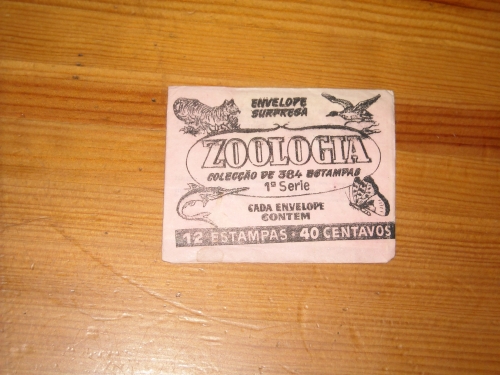 ENVELOPE
SURPRESA
ZOOLOGIA
COLECÇÃO DE 384 ESTAMPAS
1ª Serie
CADA ENVELOPE
CONTEM
12 ESTAMPAS - 40 CENTAVOS